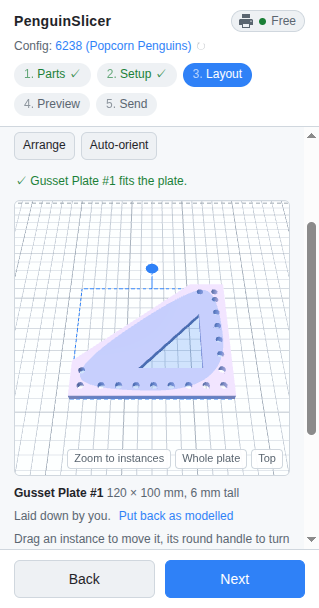 PenguinSlicer
Free
Config: 6238 (Popcorn Penguins)
1. Parts ✓
2. Setup ✓
3. Layout
4. Preview
5. Send
Arrange
Auto-orient
✓ Gusset Plate #1 fits the plate.
Zoom to instances
Whole plate
Top
Gusset Plate #1 120 × 100 mm, 6 mm tall
Laid down by you. Put back as modelled
Drag an instance to move it, its round handle to turn
Back
Next